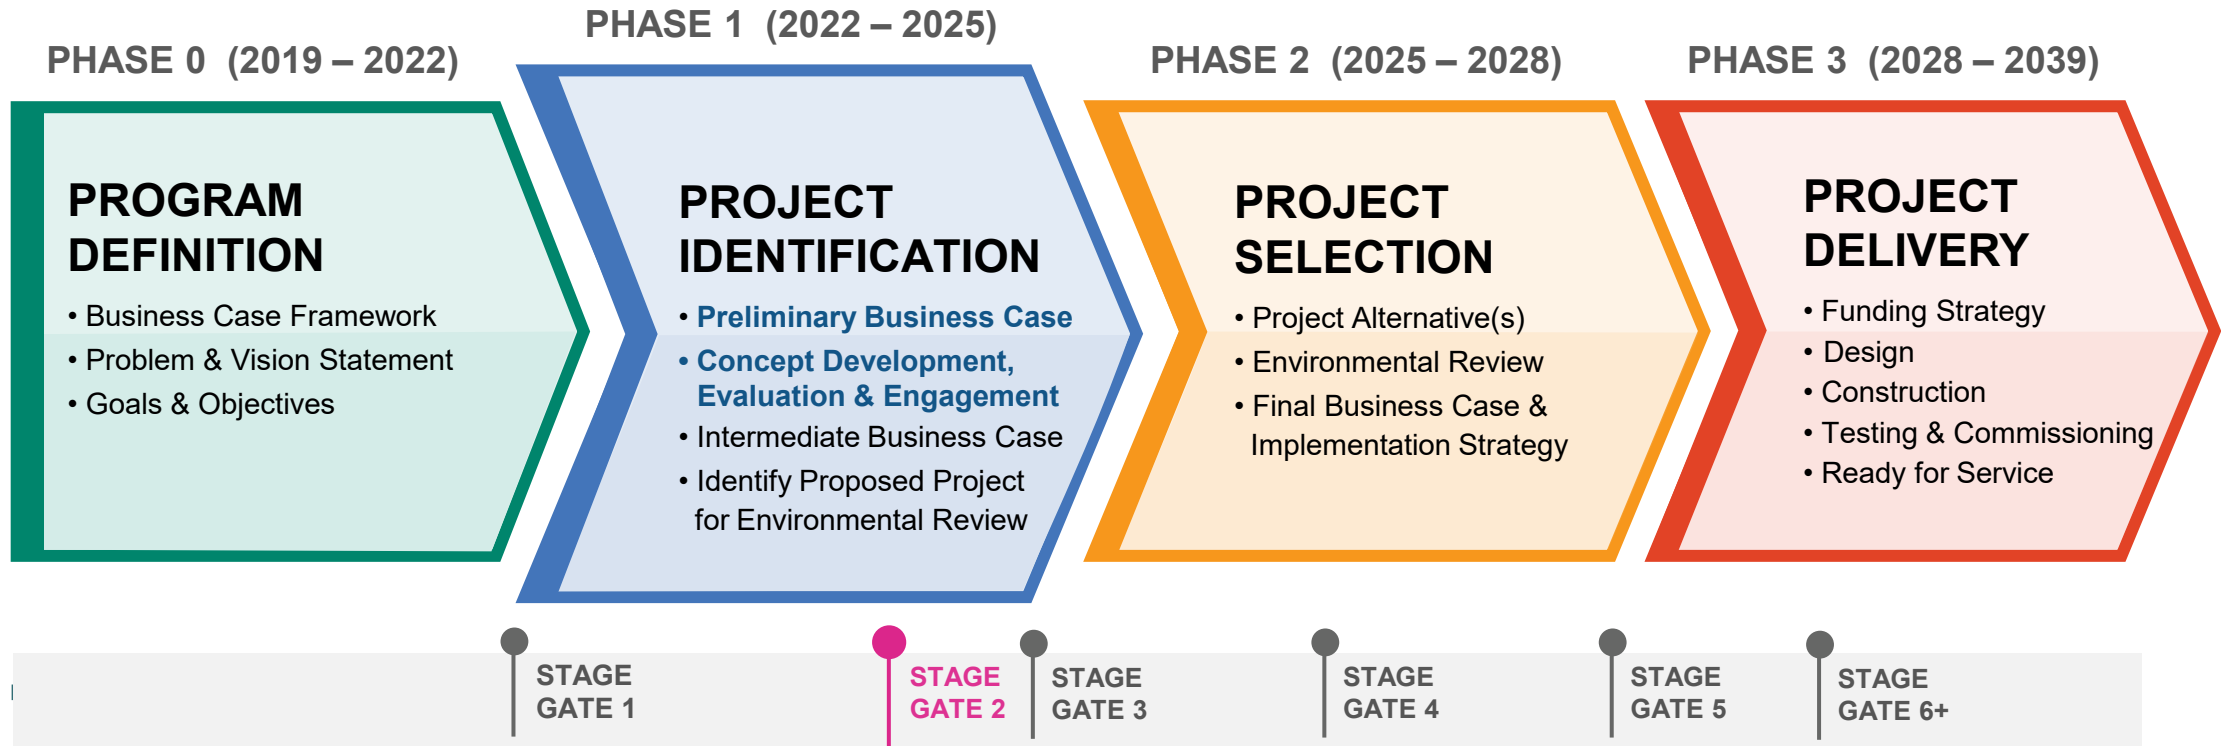 PHASE 0 (2019 – 2022)
PHASE 1 (2022 – 2025)
PHASE 2 (2025 – 2028)
PHASE 3 (2028 – 2039)
PROGRAM
DEFINITION
• Business Case Framework
• Problem & Vision Statement
• Goals & Objectives
PROJECT
IDENTIFICATION
• Preliminary Business Case
• Concept Development,
Evaluation & Engagement
• Intermediate Business Case
• Identify Proposed Project
for Environmental Review
PROJECT
SELECTION
• Project Alternative(s)
• Environmental Review
• Final Business Case &
Implementation Strategy
PROJECT
DELIVERY
• Funding Strategy
• Design
• Construction
• Testing & Commissioning
• Ready for Service
STAGE
GATE 1
STAGE
GATE 2
STAGE
GATE 3
STAGE
GATE 4
STAGE
GATE 5
STAGE
GATE 6+